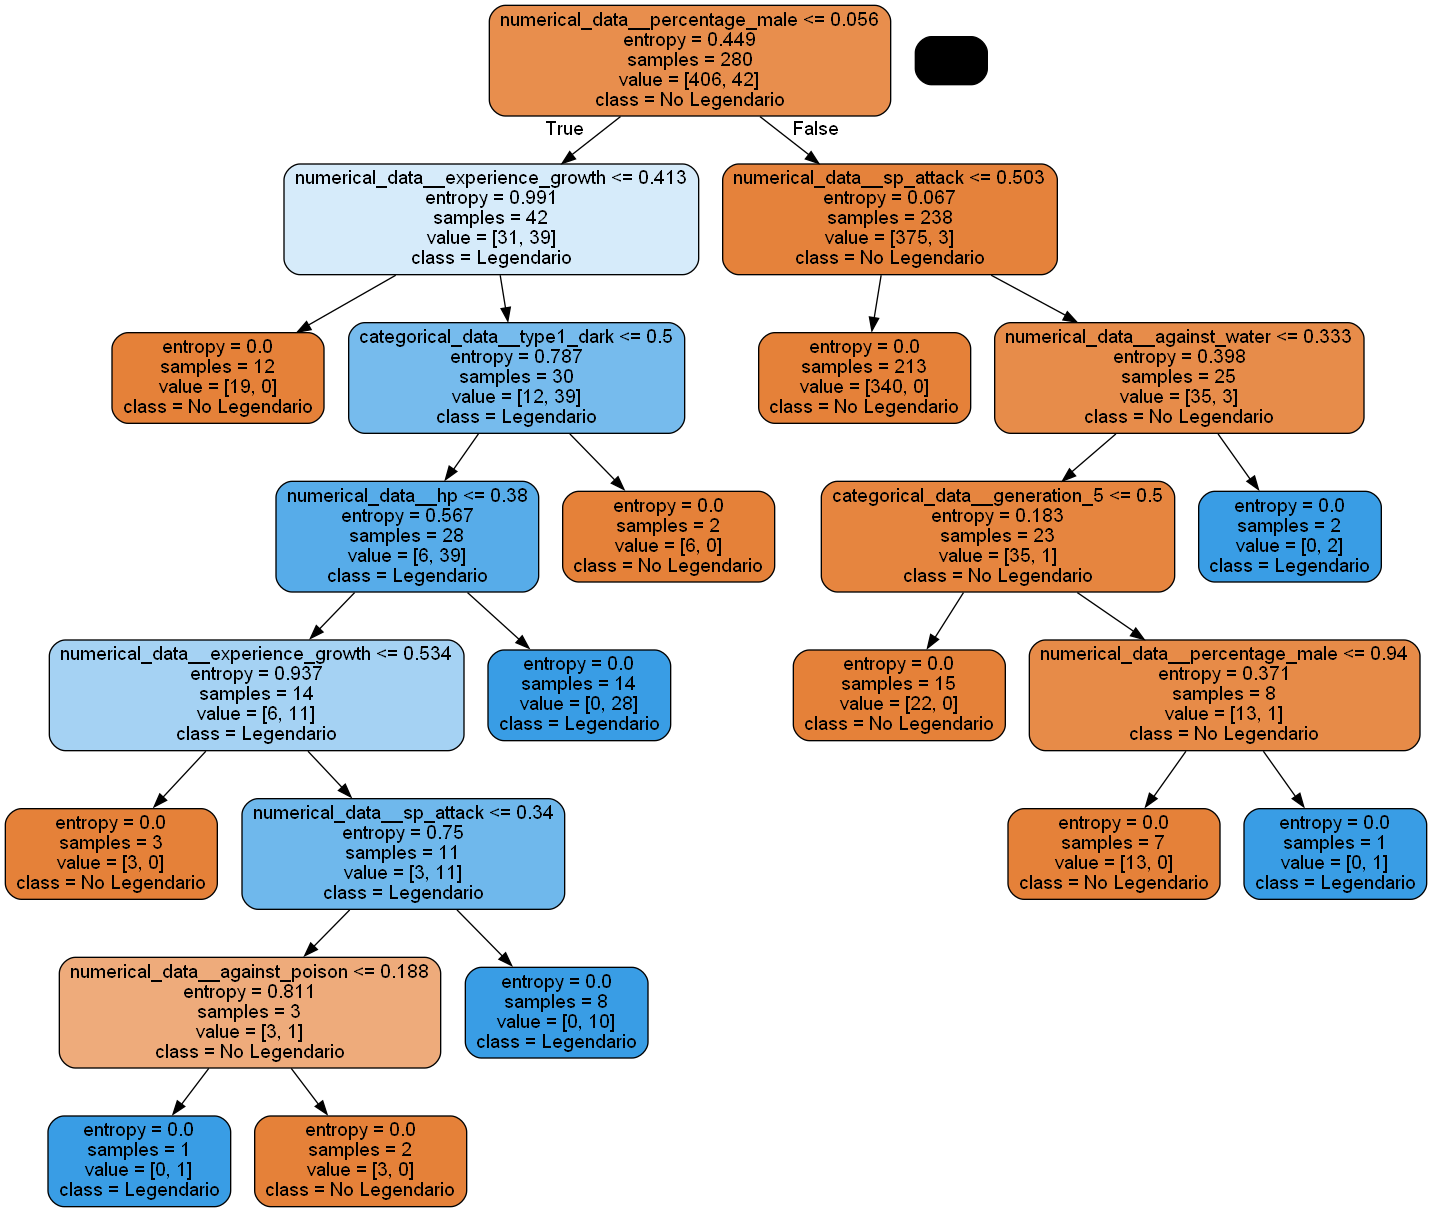 numerical_data__percentage_male <= 0.056
entropy = 0.449
samples = 280
value = [406, 42]
class = No Legendario
True
False
numerical_data__experience_growth <= 0.413
entropy = 0.991
samples = 42
value = [31, 39]
class = Legendario
numerical_data__sp_attack <= 0.503
entropy = 0.067
samples = 238
value = [375, 3]
class = No Legendario
entropy = 0.0
samples = 12
value = [19, 0]
class = No Legendario
categorical_data__type1_dark <= 0.5
entropy = 0.787
samples = 30
value = [12, 39]
class = Legendario
entropy = 0.0
samples = 213
value = [340, 0]
class = No Legendario
numerical_data__against_water <= 0.333
entropy = 0.398
samples = 25
value = [35, 3]
class = No Legendario
numerical_data__hp <= 0.38
entropy = 0.567
samples = 28
value = [6, 39]
class = Legendario
entropy = 0.0
samples = 2
value = [6, 0]
class = No Legendario
categorical_data__generation_5 <= 0.5
entropy = 0.183
samples = 23
value = [35, 1]
class = No Legendario
entropy = 0.0
samples = 2
value = [0, 2]
class = Legendario
numerical_data__experience_growth <= 0.534
entropy = 0.937
samples = 14
value = [6, 11]
class = Legendario
entropy = 0.0
samples = 14
value = [0, 28]
class = Legendario
entropy = 0.0
samples = 15
value = [22, 0]
class = No Legendario
numerical_data__percentage_male <= 0.94
entropy = 0.371
samples = 8
value = [13, 1]
class = No Legendario
entropy = 0.0
samples = 3
value = [3, 0]
class = No Legendario
numerical_data__sp_attack <= 0.34
entropy = 0.75
samples = 11
value = [3, 11]
class = Legendario
entropy = 0.0
samples = 7
value = [13, 0]
class = No Legendario
entropy = 0.0
samples = 1
value = [0, 1]
class = Legendario
numerical_data__against_poison <= 0.188
entropy = 0.811
samples = 3
value = [3, 1]
class = No Legendario
entropy = 0.0
samples = 8
value = [0, 10]
class = Legendario
entropy = 0.0
samples = 1
value = [0, 1]
class = Legendario
entropy = 0.0
samples = 2
value = [3, 0]
class = No Legendario